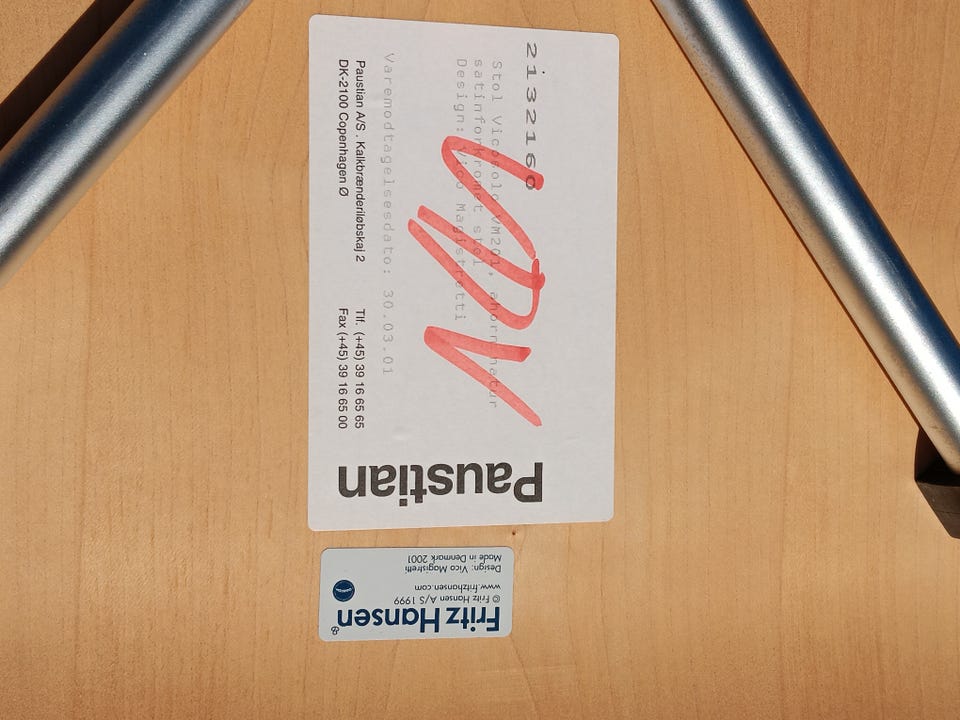 2132160
Stol Vicosolo VM201, ahorn natur
satinforkromet stel
Design: Vico Magistretti
Varemodtagelsesdato: 30.03.01
Paustian A/S . Kalkbrænderiløbskaj 2 Tlf. (+45) 39 16 65 65
DK-2100 Copenhagen Ø Fax (+45) 39 16 65 00
Paustian
Fritz Hansen
© Fritz Hansen A/S 1999
www.fritzhansen.com
Design: Vico Magistretti
Made in Denmark 2001